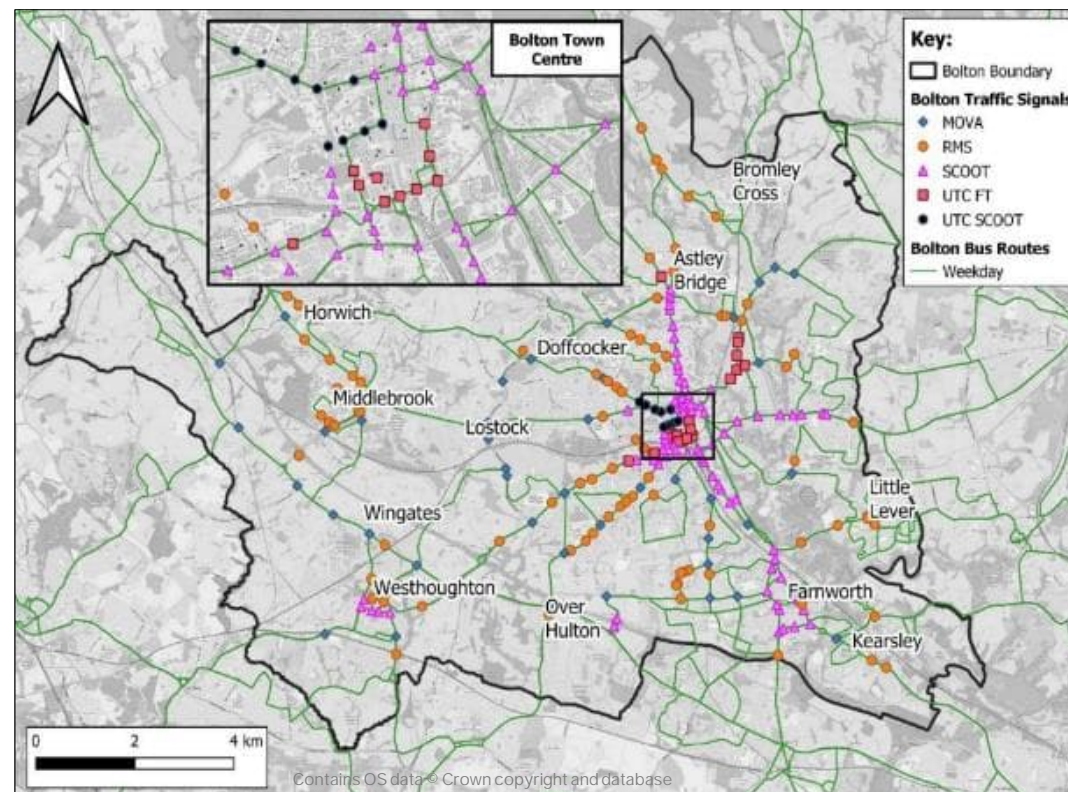 Bolton Town
Centre
Key:
Bolton Boundary
Bolton Traffic Signals
MOVA
RMS
SCOOT
UTC FT
UTC SCOOT
Bolton Bus Routes
Weekday
Bromley
Cross
Astley
Bridge
Horwich
Doffcocker
Middlebrook
Lostock
Little
Lever
Wingates
Westhoughton
Over
Hulton
Farnworth
Kearsley
0 2 4 km
Contains OS data © Crown copyright and database